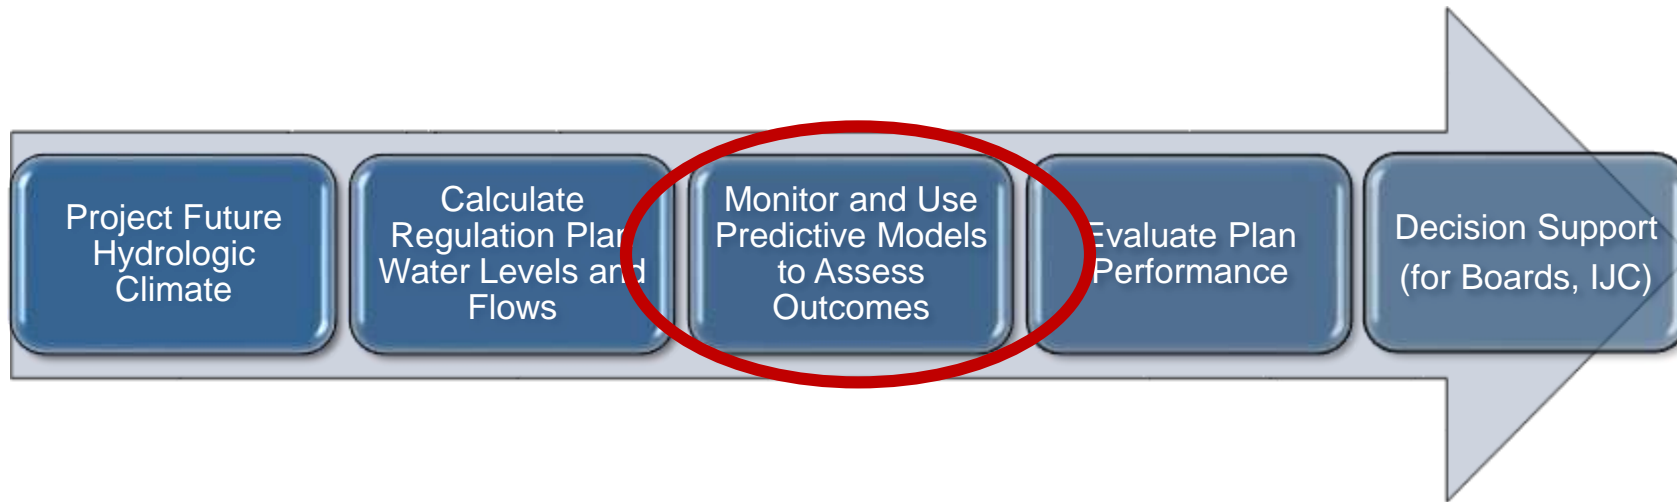 Project Future
Hydrologic
Climate
Calculate
Regulation Plan
Water Levels and
Flows
Monitor and Use
Predictive Models
to Assess
Outcomes
Evaluate Plan
Performance
Decision Support
(for Boards, IJC)